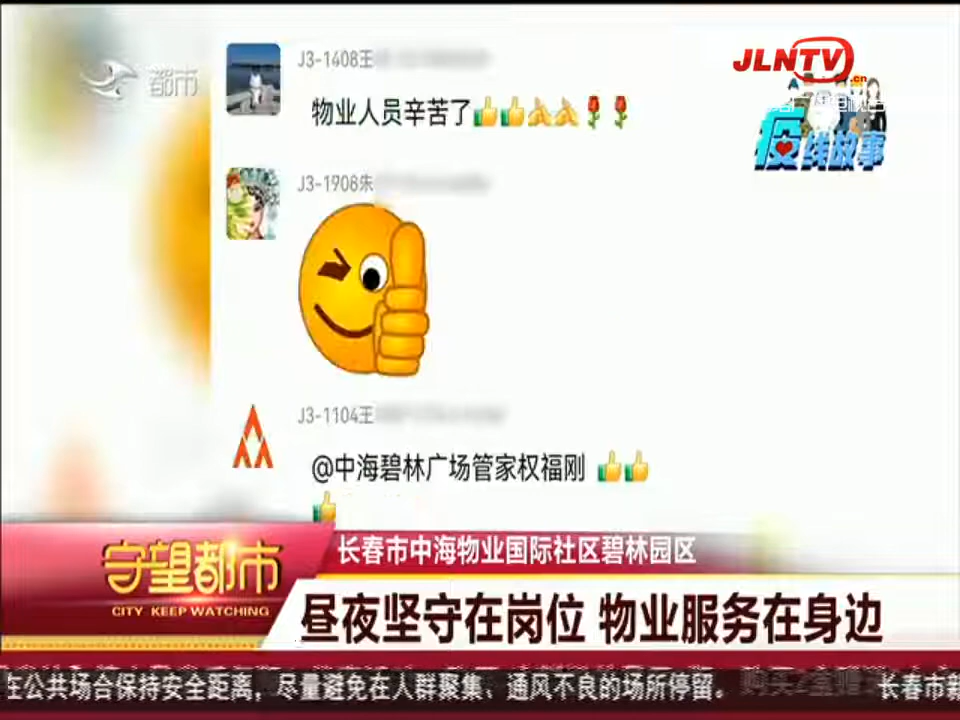 都市
JLNTV
.cn
疫线故事
J3-1408王
物业人员辛苦了👍👍💪💪🌹🌹
J3-1908朱
J3-1104王
@中海碧林广场管家权福刚 👍👍
👍
守望都市
CITY KEEP WATCHING
长春市中海物业国际社区碧林园区
昼夜坚守在岗位 物业服务在身边
在公共场合保持安全距离，尽量避免在人群聚集、通风不良的场所停留。
长春市新